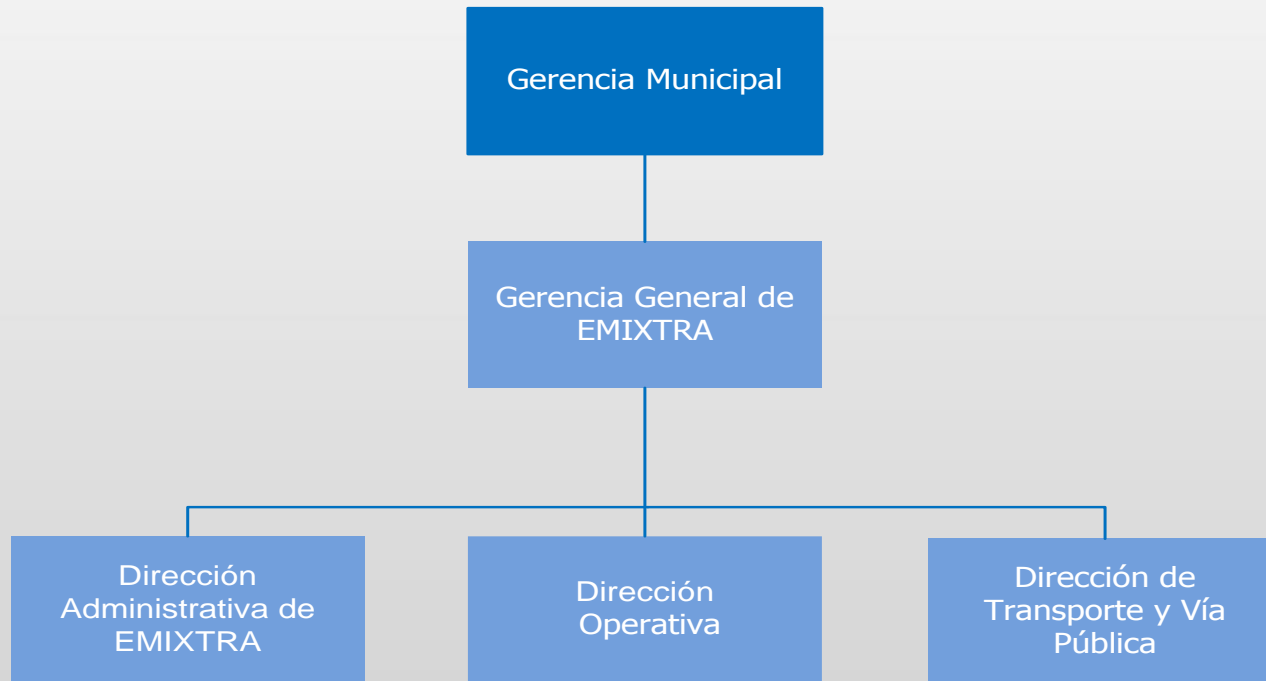 Gerencia Municipal
Gerencia General de
EMIXTRA
Dirección
Administrativa de
EMIXTRA
Dirección
Operativa
Dirección de
Transporte y Vía
Pública